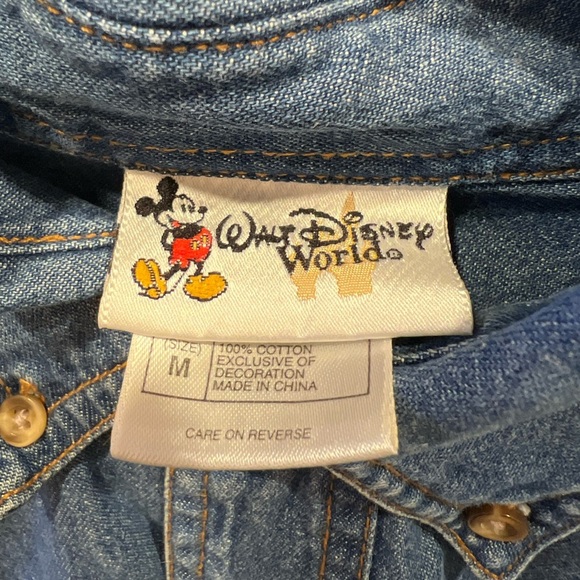 Walt Disney
World®
(SIZE)
M
100% COTTON
EXCLUSIVE OF
DECORATION
MADE IN CHINA
CARE ON REVERSE